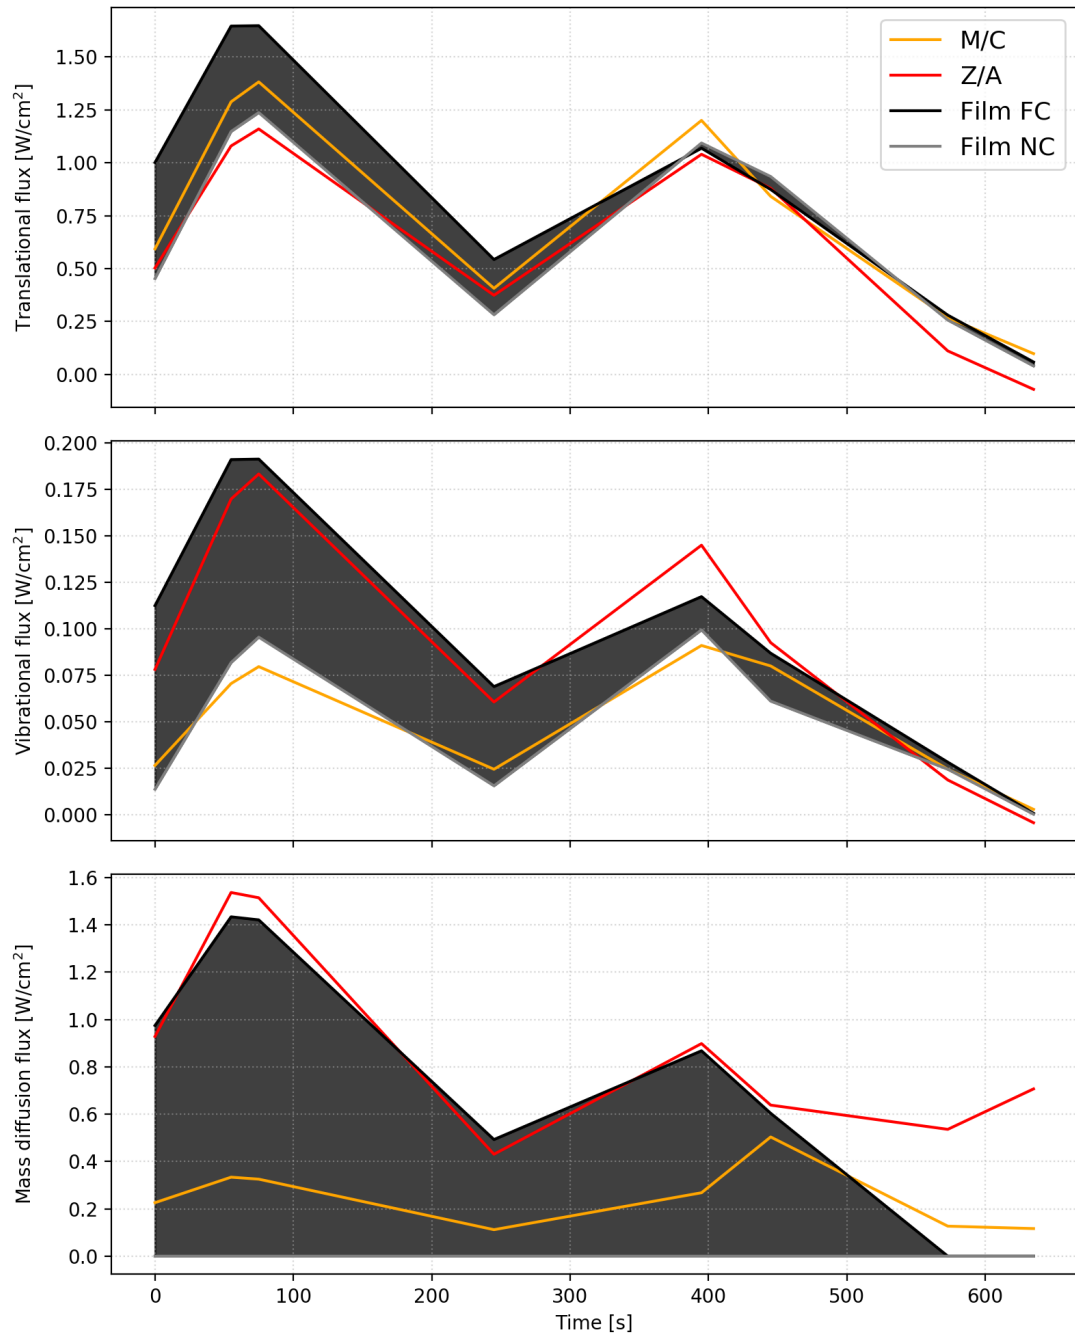 Translational flux [W/cm²]
1.50
1.25
1.00
0.75
0.50
0.25
0.00
M/C
Z/A
Film FC
Film NC
Vibrational flux [W/cm²]
0.200
0.175
0.150
0.125
0.100
0.075
0.050
0.025
0.000
Mass diffusion flux [W/cm²]
1.6
1.4
1.2
1.0
0.8
0.6
0.4
0.2
0.0
0 100 200 300 400 500 600
Time [s]